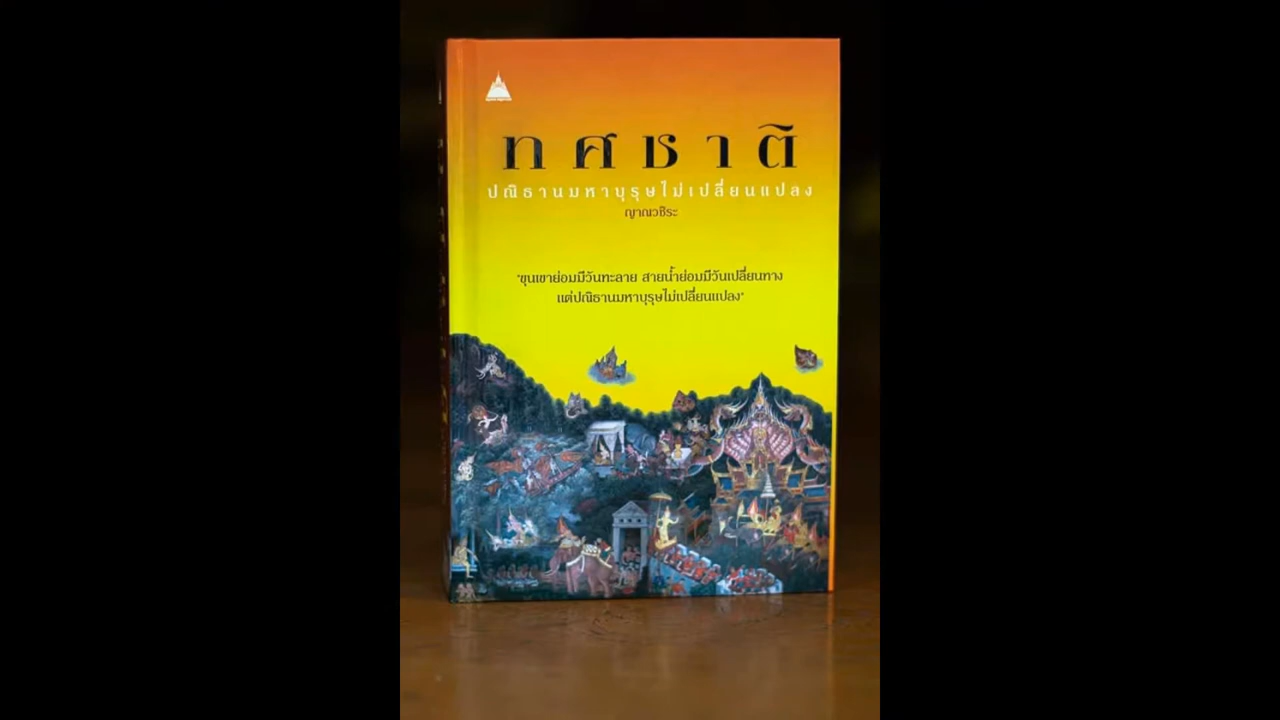 ทศชาติ
ปณิธานมหาบุรุษไม่เปลี่ยนแปลง
ญาณวชิระ
"ขุนเขาย่อมมีวันทะลาย สายน้ำย่อมมีวันเปลี่ยนทาง
แต่ปณิธานมหาบุรุษไม่เปลี่ยนแปลง"